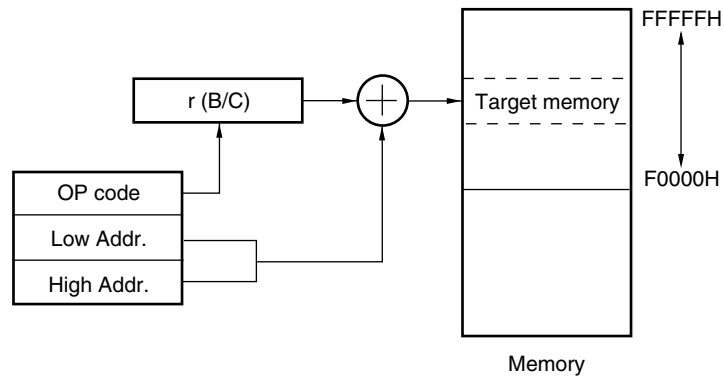 FFFFFH
r (B/C)
Target memory
OP code
F0000H
Low Addr.
High Addr.
Memory